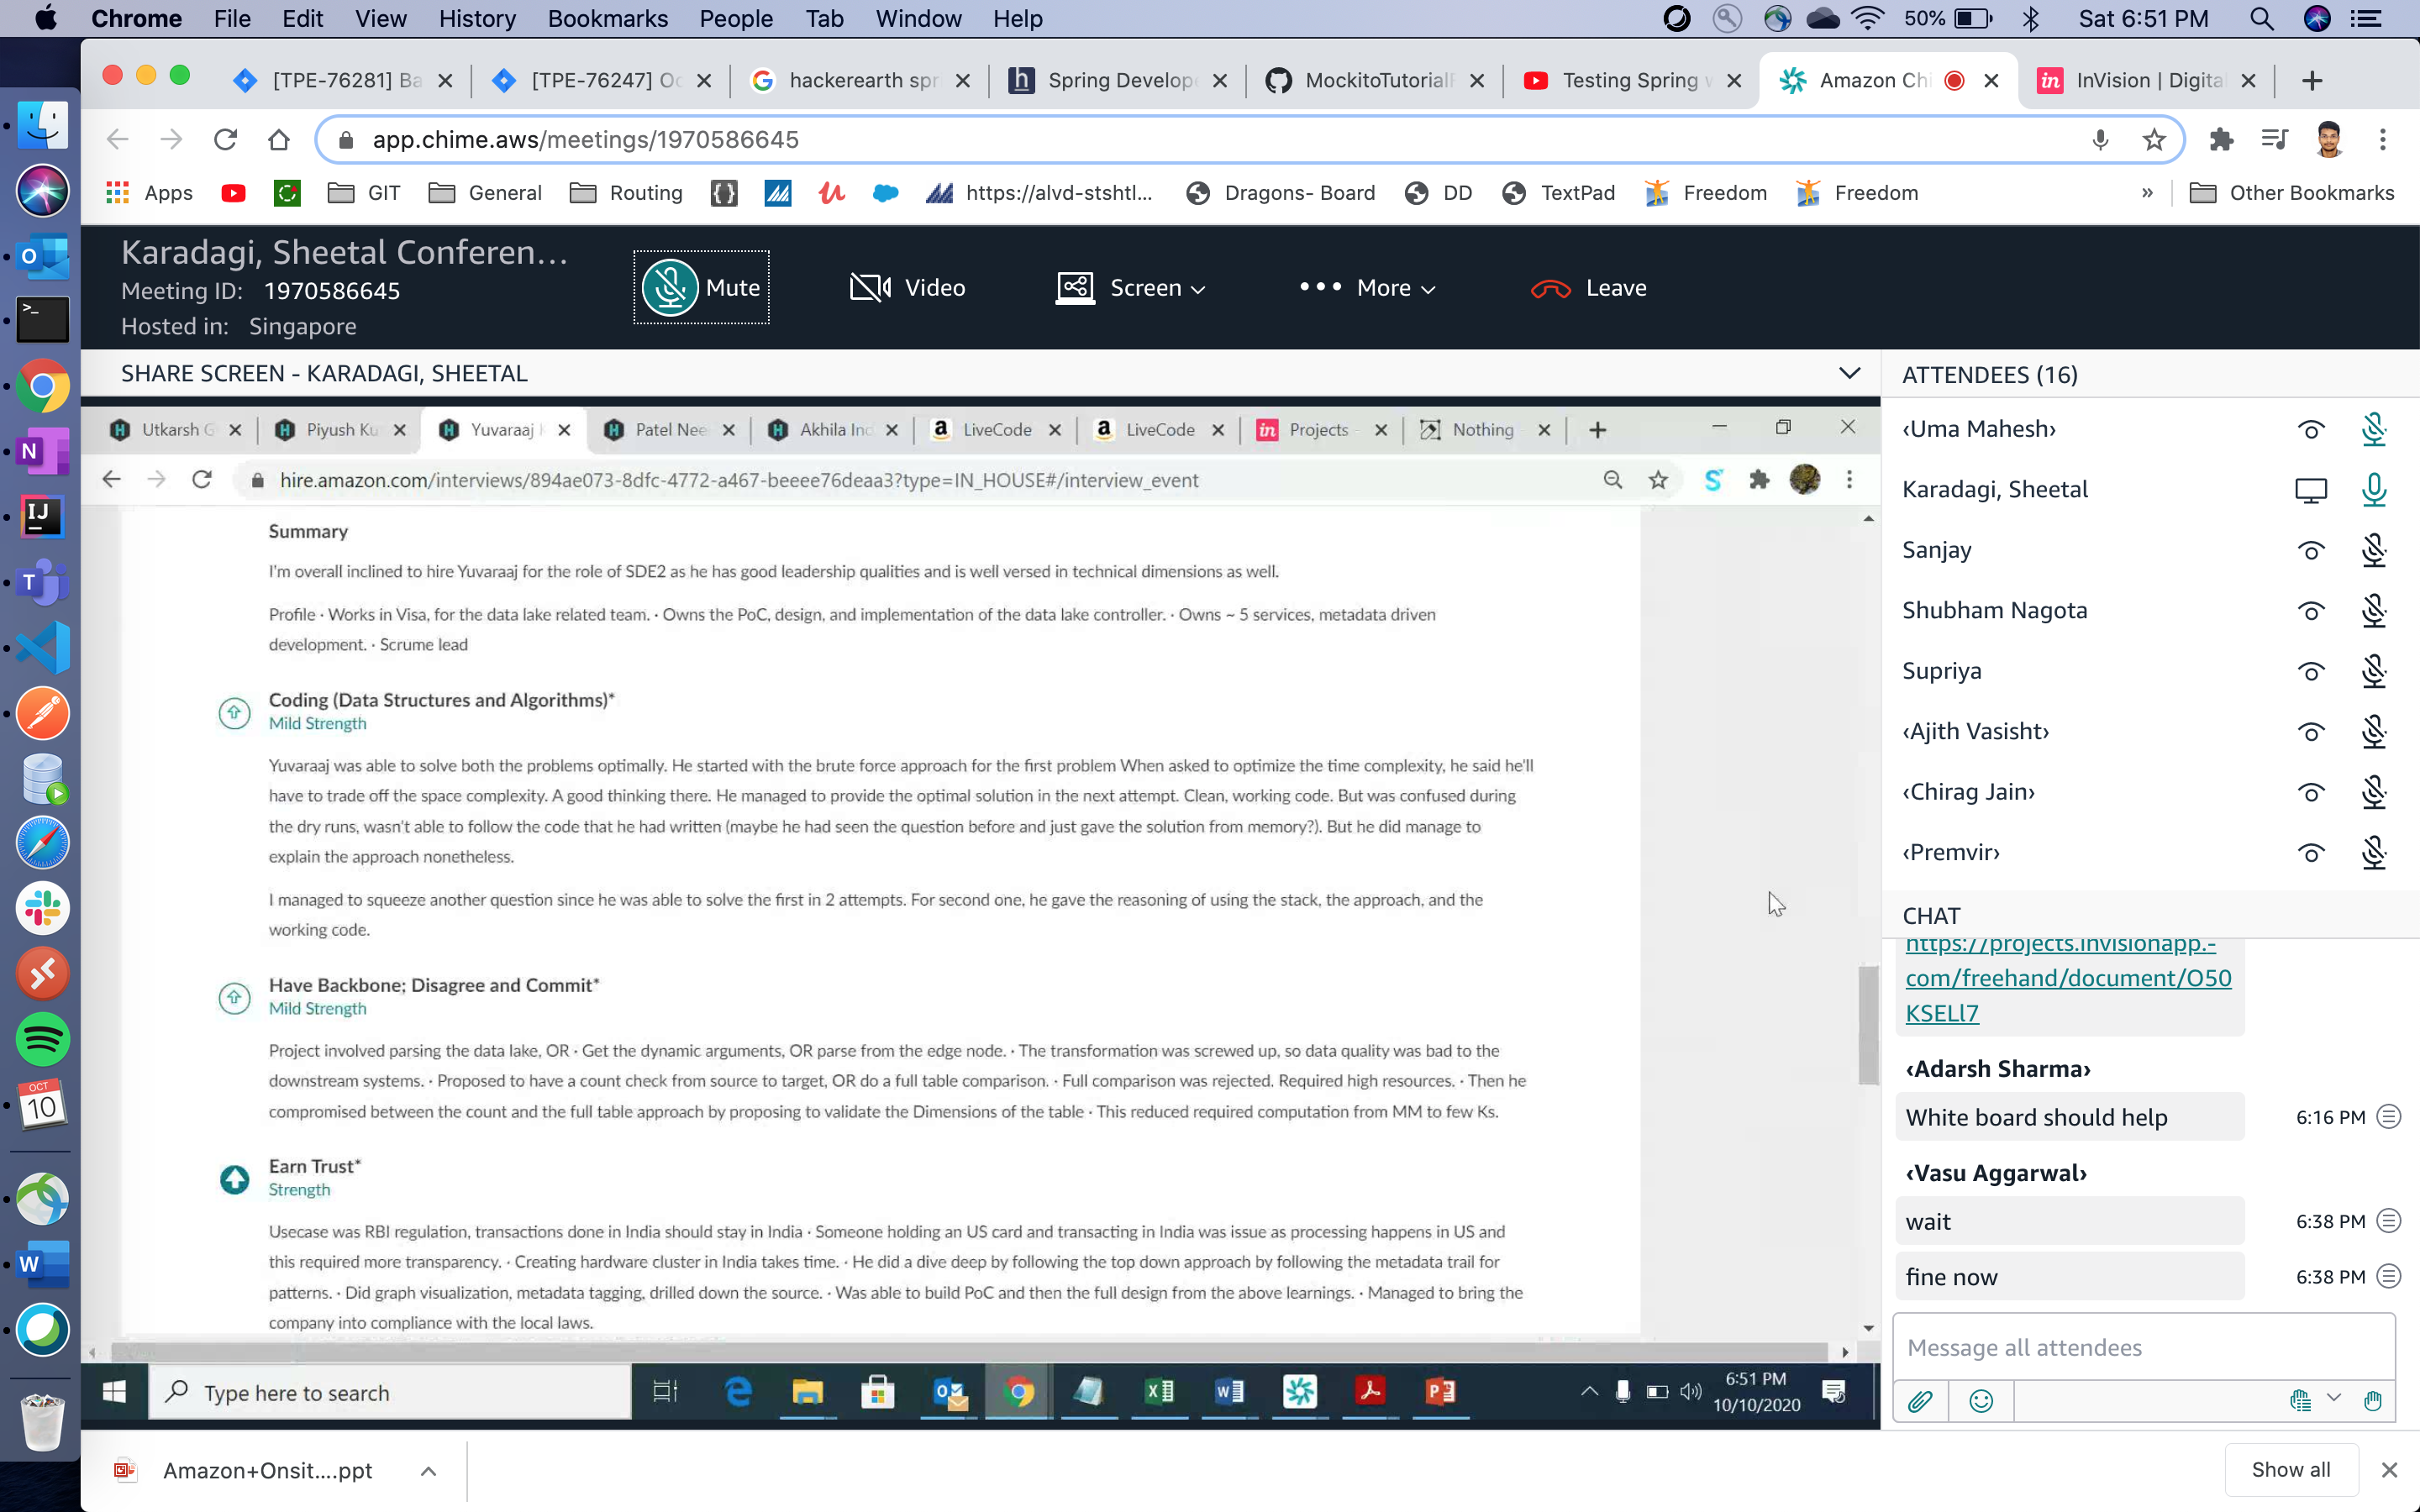 Chrome File Edit View History Bookmarks People Tab Window Help 50% Sat 6:51 PM
[TPE-76281] Ba [TPE-76247] Oc hackerearth spr Spring Develop MockitoTutorial Testing Spring Amazon Chi InVision | Digita
app.chime.aws/meetings/1970586645
Apps GIT General Routing https://alvd-stshtl... Dragons- Board DD TextPad Freedom Freedom » Other Bookmarks
Karadagi, Sheetal Conferen...
Meeting ID: 1970586645
Hosted in: Singapore
Mute Video Screen More Leave
SHARE SCREEN - KARADAGI, SHEETAL
Utkarsh G Piyush Ku Yuvaraaj Patel Nee Akhila Ind LiveCode LiveCode Projects Nothing
hire.amazon.com/interviews/894ae073-8dfc-4772-a467-beeee76deaa3?type=IN_HOUSE#/interview_event
Summary
I'm overall inclined to hire Yuvaraaj for the role of SDE2 as he has good leadership qualities and is well versed in technical dimensions as well.
Profile · Works in Visa, for the data lake related team. · Owns the PoC, design, and implementation of the data lake controller. · Owns ~ 5 services, metadata driven
development. · Scrume lead
Coding (Data Structures and Algorithms)*
Mild Strength
Yuvaraaj was able to solve both the problems optimally. He started with the brute force approach for the first problem When asked to optimize the time complexity, he said he'll
have to trade off the space complexity. A good thinking there. He managed to provide the optimal solution in the next attempt. Clean, working code. But was confused during
the dry runs, wasn't able to follow the code that he had written (maybe he had seen the question before and just gave the solution from memory?). But he did manage to
explain the approach nonetheless.
I managed to squeeze another question since he was able to solve the first in 2 attempts. For second one, he gave the reasoning of using the stack, the approach, and the
working code.
Have Backbone; Disagree and Commit*
Mild Strength
Project involved parsing the data lake, OR · Get the dynamic arguments, OR parse from the edge node. · The transformation was screwed up, so data quality was bad to the
downstream systems. · Proposed to have a count check from source to target, OR do a full table comparison. · Full comparison was rejected. Required high resources. · Then he
compromised between the count and the full table approach by proposing to validate the Dimensions of the table · This reduced required computation from MM to few Ks.
Earn Trust*
Strength
Usecase was RBI regulation, transactions done in India should stay in India · Someone holding an US card and transacting in India was issue as processing happens in US and
this required more transparency. · Creating hardware cluster in India takes time. · He did a dive deep by following the top down approach by following the metadata trail for
patterns. · Did graph visualization, metadata tagging, drilled down the source. · Was able to build PoC and then the full design from the above learnings. · Managed to bring the
company into compliance with the local laws.
Type here to search
6:51 PM
10/10/2020
ATTENDEES (16)
‹Uma Mahesh›
Karadagi, Sheetal
Sanjay
Shubham Nagota
Supriya
‹Ajith Vasisht›
‹Chirag Jain›
‹Premvir›
CHAT
https://projects.invisionapp.-
com/freehand/document/O50
KSELl7
‹Adarsh Sharma›
White board should help 6:16 PM
‹Vasu Aggarwal›
wait 6:38 PM
fine now 6:38 PM
Message all attendees
OCT
10
Amazon+Onsit....ppt
Show all